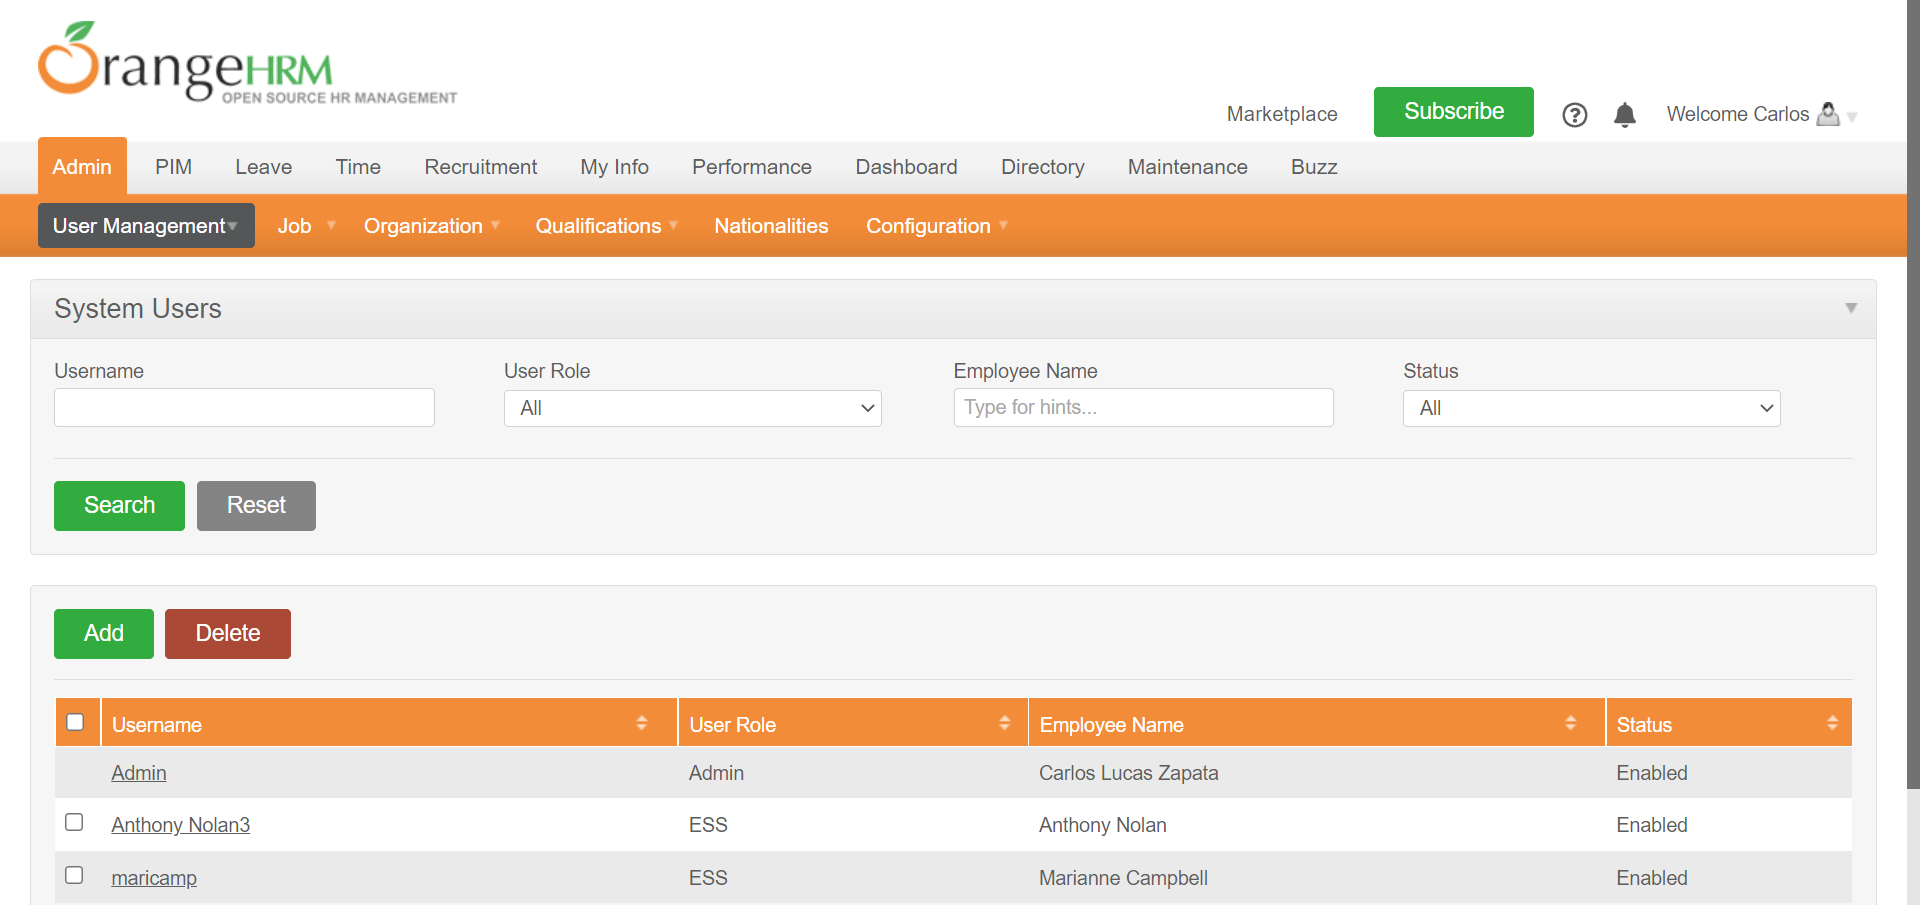 OrangeHRM
OPEN SOURCE HR MANAGEMENT
Marketplace
Subscribe
Welcome Carlos
Admin PIM Leave Time Recruitment My Info Performance Dashboard Directory Maintenance Buzz
User Management Job Organization Qualifications Nationalities Configuration
System Users
Username User Role Employee Name Status
All Type for hints... All
Search Reset
Add Delete
Username User Role Employee Name Status
Admin Admin Carlos Lucas Zapata Enabled
Anthony Nolan3 ESS Anthony Nolan Enabled
maricamp ESS Marianne Campbell Enabled